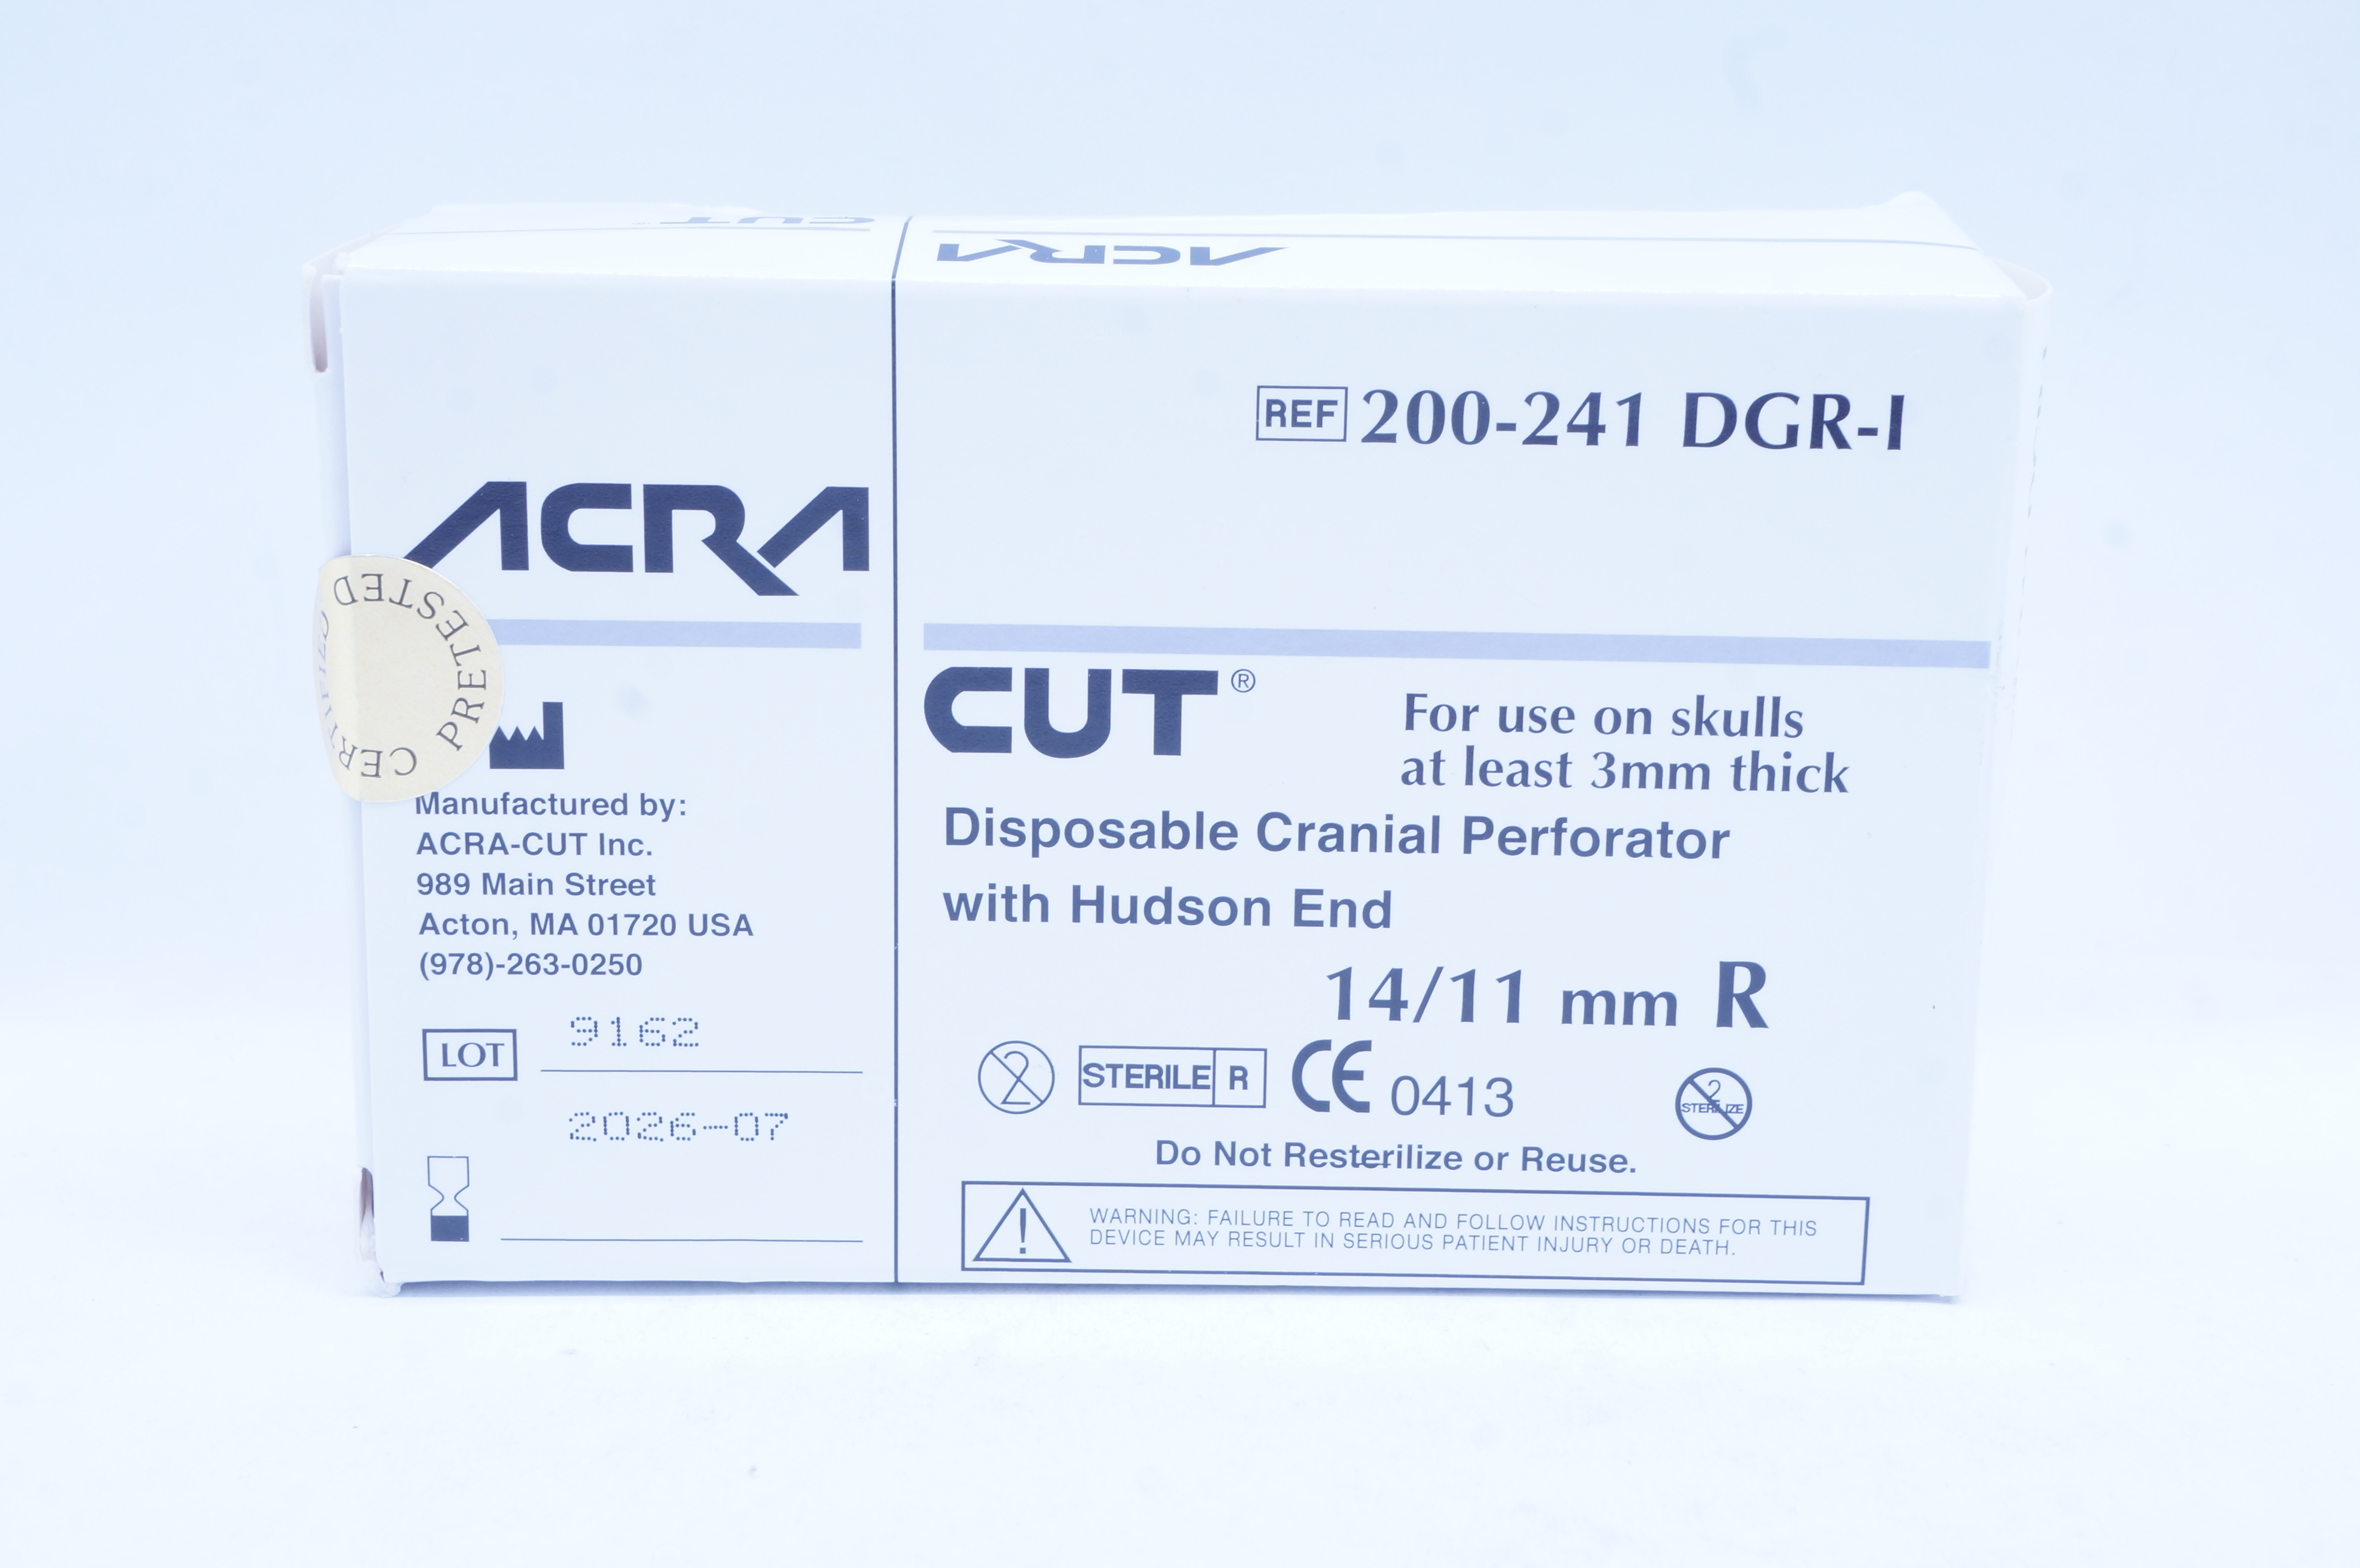 CUT
ACRA
REF 200-241 DGR-I
ACRA
CUT®
For use on skulls
at least 3mm thick
Disposable Cranial Perforator
with Hudson End
14/11 mm R
2
STERILE R
CE 0413
2
STERILIZE
Do Not Resterilize or Reuse.
WARNING: FAILURE TO READ AND FOLLOW INSTRUCTIONS FOR THIS
DEVICE MAY RESULT IN SERIOUS PATIENT INJURY OR DEATH.
CERTIFIED PRETESTED
Manufactured by:
ACRA-CUT Inc.
989 Main Street
Acton, MA 01720 USA
(978)-263-0250
LOT 9162
2026-07